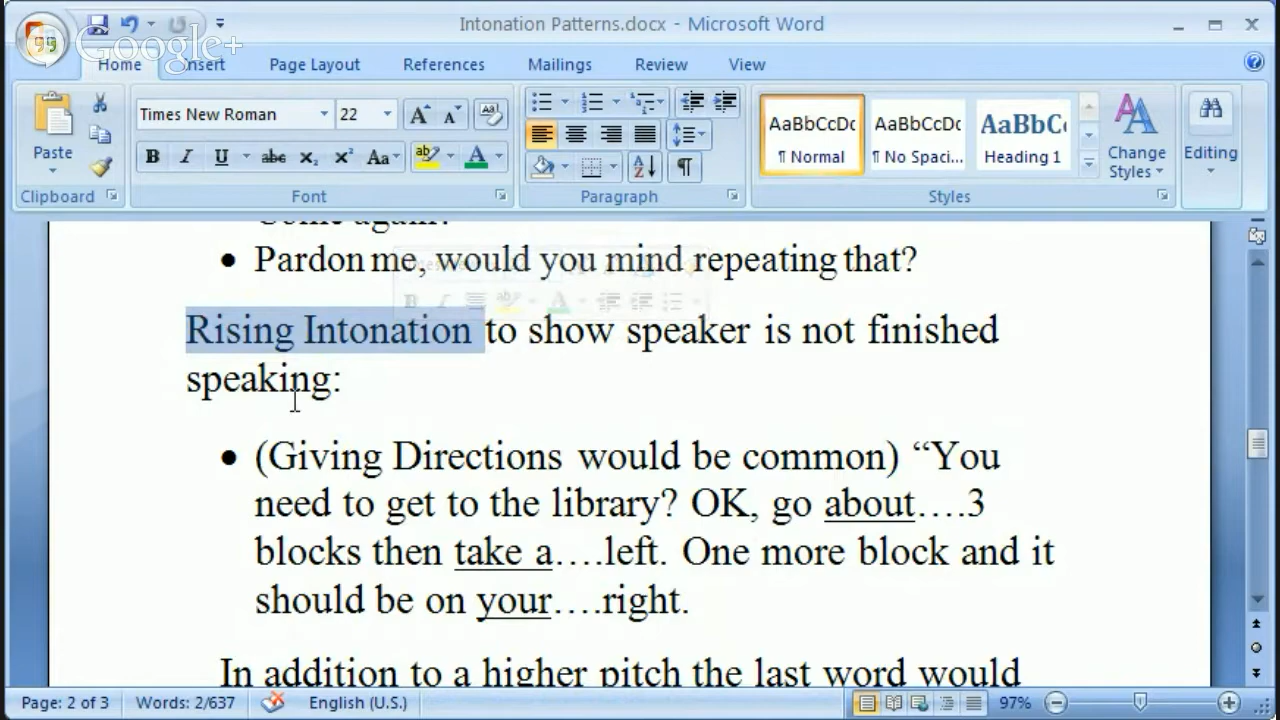 Intonation Patterns.docx - Microsoft Word
Google+
Home Insert Page Layout References Mailings Review View
Times New Roman 22
AaBbCcDc AaBbCcDc AaBbC
Paste
B I U abc X₂ X² Aa A
¶ Normal ¶ No Spaci... Heading 1
Change Styles
Editing
Clipboard Font Paragraph Styles
Come again?
• Pardon me, would you mind repeating that?
Rising Intonation to show speaker is not finished
speaking:
• (Giving Directions would be common) “You
need to get to the library? OK, go about….3
blocks then take a….left. One more block and it
should be on your….right.
In addition to a higher pitch the last word would
Page: 2 of 3 Words: 2/637 English (U.S.) 97%